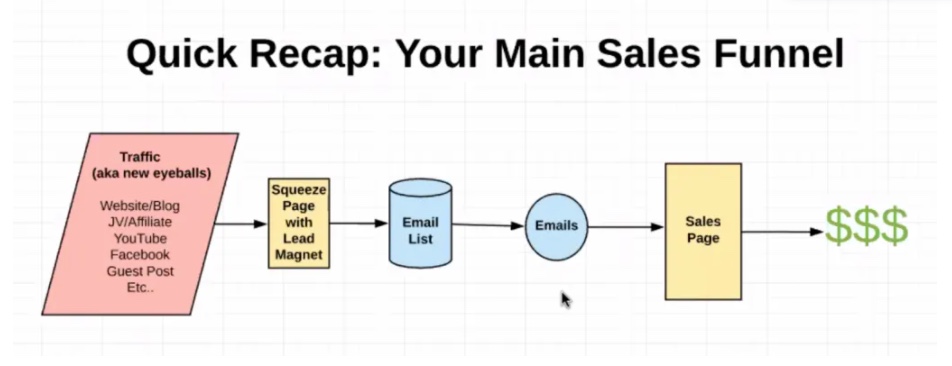 Quick Recap: Your Main Sales Funnel
Traffic
(aka new eyeballs)
Website/Blog
JV/Affiliate
YouTube
Facebook
Guest Post
Etc..
Squeeze
Page
with
Lead
Magnet
Email
List
Emails
Sales
Page
$$$